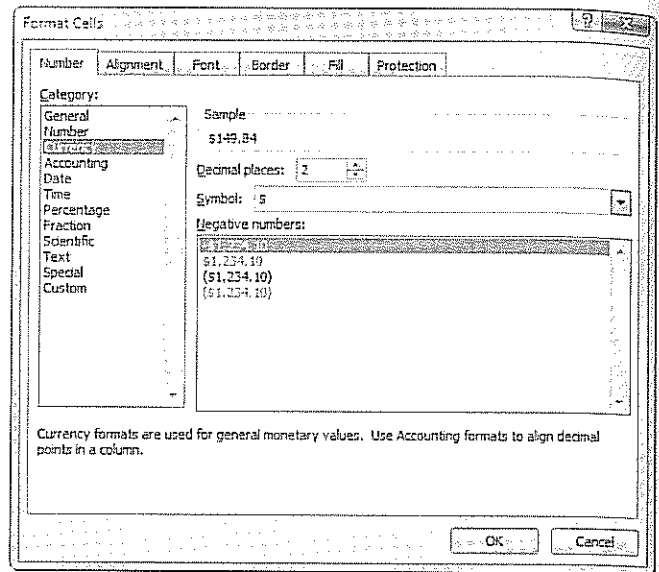 Format Cells
Number Alignment Font Border Fill Protection
Category:
General
Number
Currency
Accounting
Date
Time
Percentage
Fraction
Scientific
Text
Special
Custom
Sample
$149.84
Decimal places: 2
Symbol: $
Negative numbers:
$1,234.10
($1,234.10)
($1,234.10)
Currency formats are used for general monetary values. Use Accounting formats to align decimal
points in a column.
OK Cancel